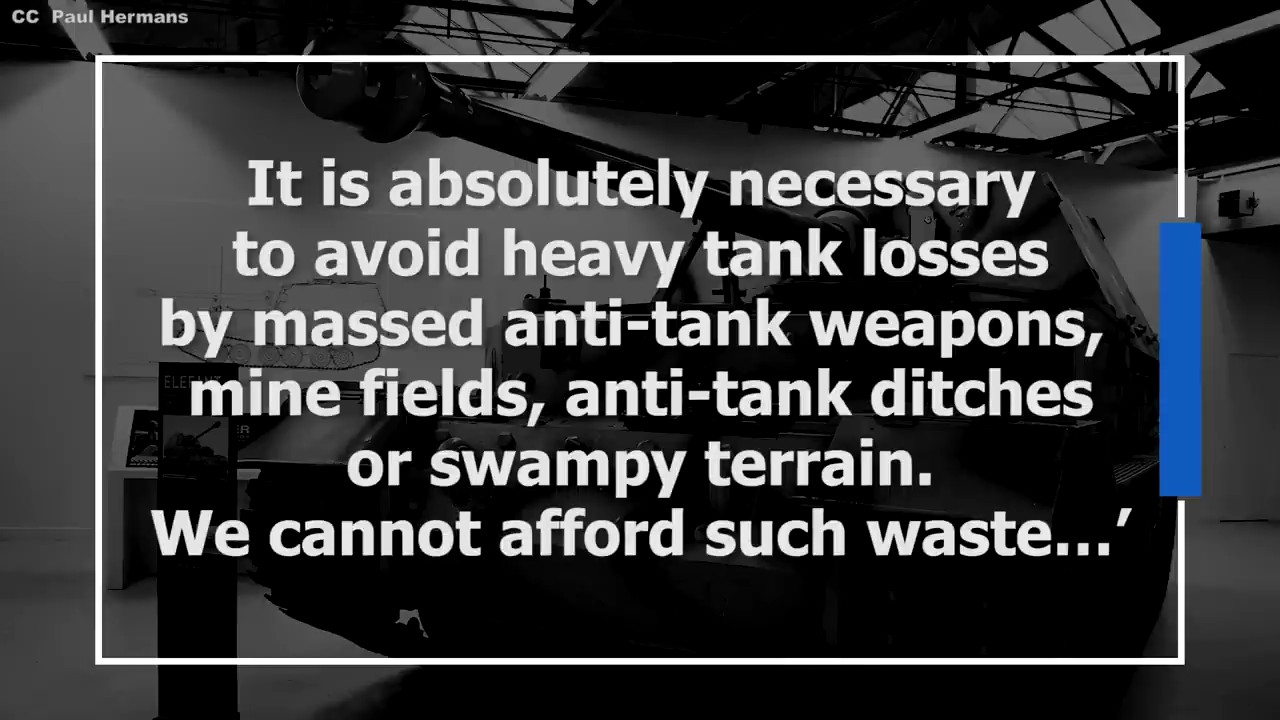 CC Paul Hermans
It is absolutely necessary
to avoid heavy tank losses
by massed anti-tank weapons,
mine fields, anti-tank ditches
or swampy terrain.
We cannot afford such waste...’
ELEFANT